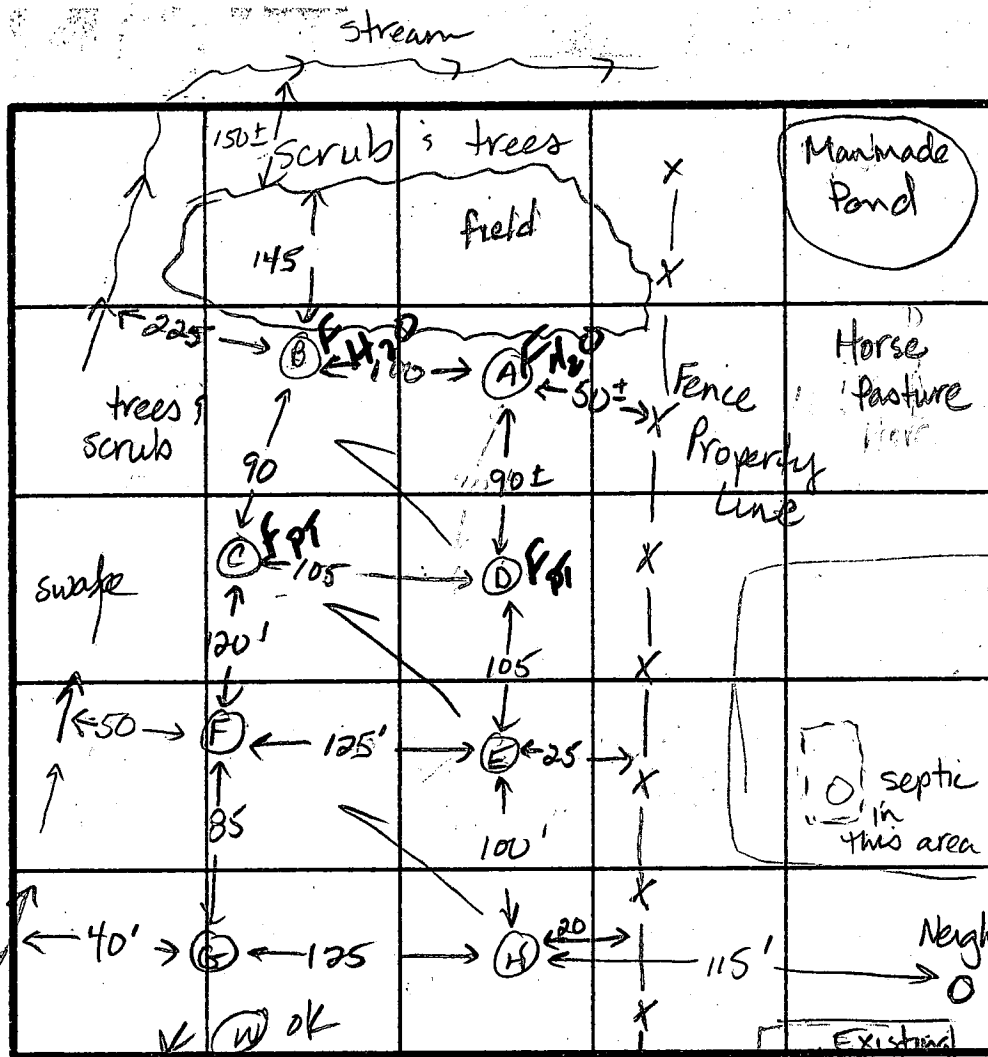 stream
150±
scrub & trees
Manmade
Pond
field
145
225
B F H2O
A F H2O
50±
Fence
Horse
Pasture
trees &
scrub
Property
Line
90
90±
C F
105
D F
swale
120'
105
50
F
125'
E
25
septic
in
this area
85
100'
40'
G
125
H
20
115'
Neigh
W OK
Existing